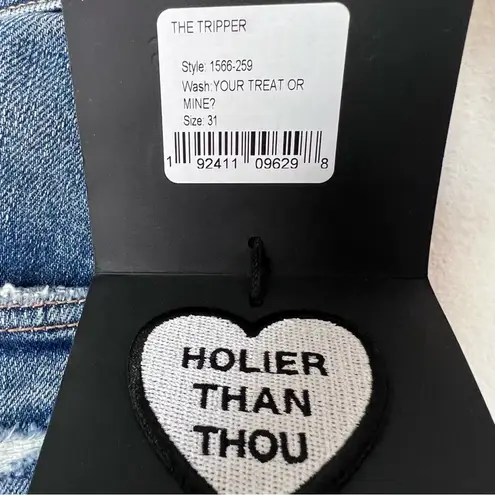 THE TRIPPER
Style: 1566-259
Wash:YOUR TREAT OR
MINE?
Size: 31
1 92411 09629 8
HOLIER
THAN
THOU